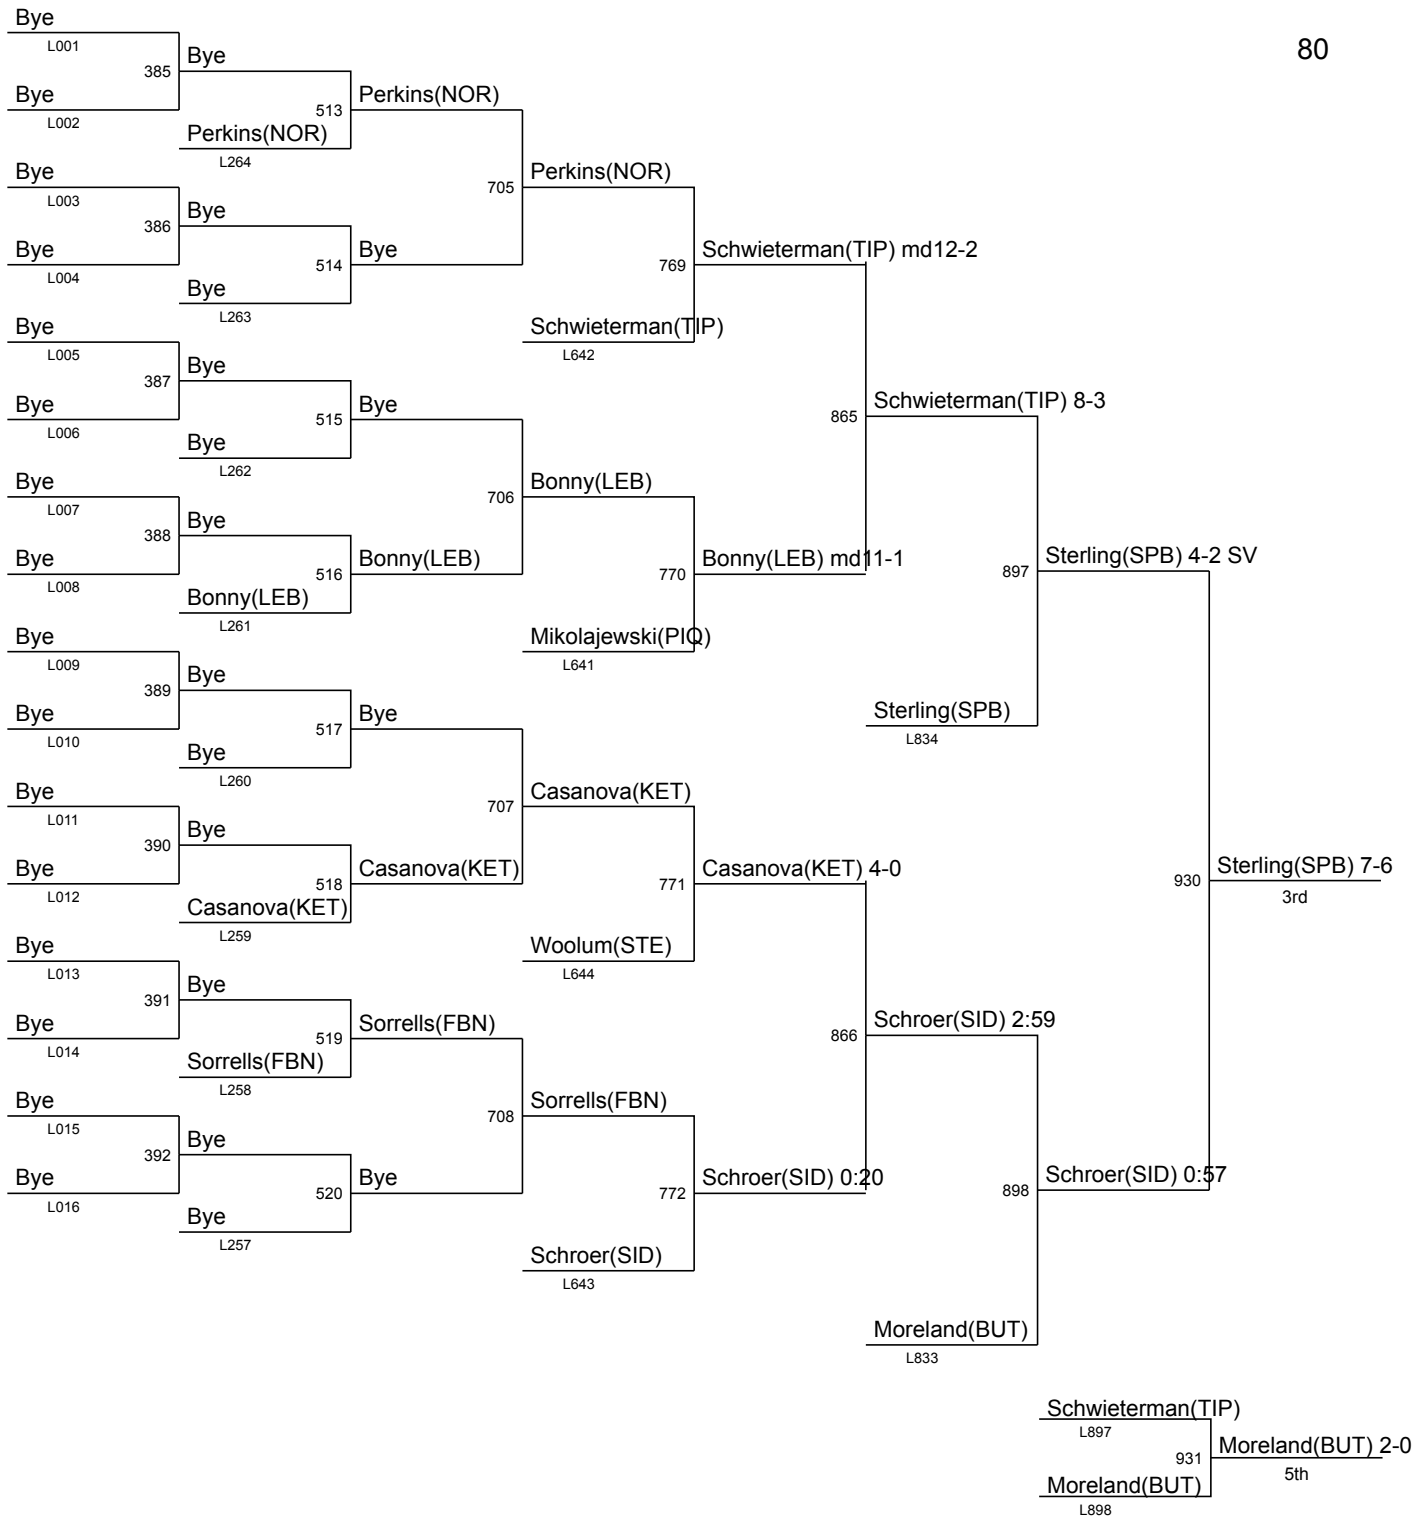 80
Bye
L001
385
Bye
L002
Bye
513
Perkins(NOR)
L264
Perkins(NOR)
Bye
L003
386
Bye
L004
Bye
514
Bye
L263
Bye
705
Perkins(NOR)
769
Schwieterman(TIP)
L642
Schwieterman(TIP) md12-2
Bye
L005
387
Bye
L006
Bye
515
Bye
L262
Bye
Bye
L007
388
Bye
L008
Bye
516
Bonny(LEB)
L261
Bonny(LEB)
706
Bonny(LEB)
770
Mikolajewski(PIQ)
L641
Bonny(LEB) md11-1
865
Schwieterman(TIP) 8-3
897
Sterling(SPB)
L834
Sterling(SPB) 4-2 SV
Bye
L009
389
Bye
L010
Bye
517
Bye
L260
Bye
Bye
L011
390
Bye
L012
Bye
518
Casanova(KET)
L259
Casanova(KET)
707
Casanova(KET)
771
Woolum(STE)
L644
Casanova(KET) 4-0
Bye
L013
391
Bye
L014
Bye
519
Sorrells(FBN)
L258
Sorrells(FBN)
Bye
L015
392
Bye
L016
Bye
520
Bye
L257
Bye
708
Sorrells(FBN)
772
Schroer(SID)
L643
Schroer(SID) 0:20
866
Schroer(SID) 2:59
898
Moreland(BUT)
L833
Schroer(SID) 0:57
930
Sterling(SPB) 7-6
3rd
Schwieterman(TIP)
L897
931
Moreland(BUT)
L898
Moreland(BUT) 2-0
5th